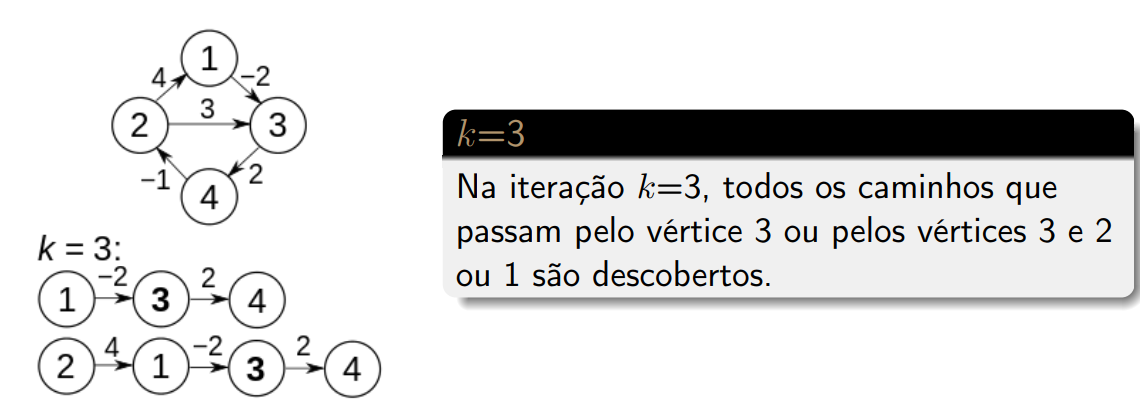 1
4
−2
2
3
3
−1
2
4
k = 3:
1 −2 3 2 4
2 4 1 −2 3 2 4
k=3
Na iteração k=3, todos os caminhos que
passam pelo vértice 3 ou pelos vértices 3 e 2
ou 1 são descobertos.